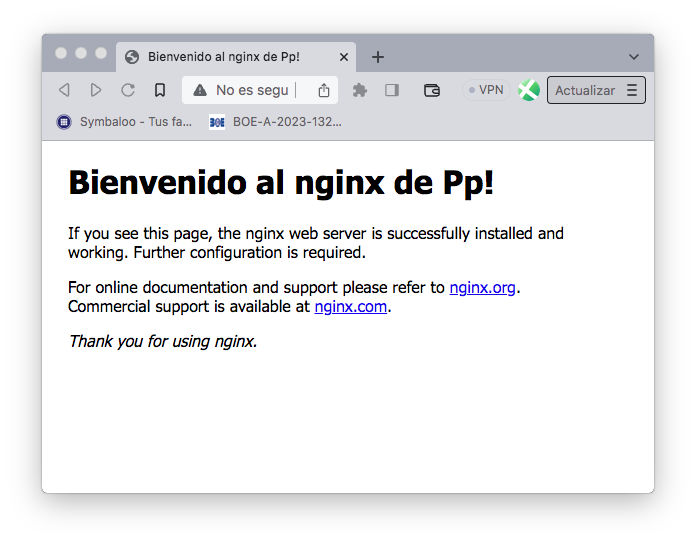 Bienvenido al nginx de Pp!
No es segu
VPN
Actualizar
Symbaloo - Tus fa...
BOE
BOE-A-2023-132...
Bienvenido al nginx de Pp!
If you see this page, the nginx web server is successfully installed and
working. Further configuration is required.
For online documentation and support please refer to nginx.org.
Commercial support is available at nginx.com.
Thank you for using nginx.